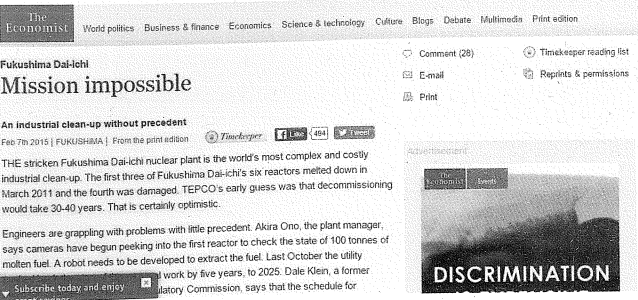 The
Economist
World politics
Business & finance
Economics
Science & technology
Culture
Blogs
Debate
Multimedia
Print edition
Comment (28)
Timekeeper reading list
E-mail
Reprints & permissions
Print
Fukushima Dai-ichi
Mission impossible
An industrial clean-up without precedent
Feb 7th 2015 | FUKUSHIMA | From the print edition
Timekeeper
Like
494
Tweet
THE stricken Fukushima Dai-ichi nuclear plant is the world's most complex and costly
industrial clean-up. The first three of Fukushima Dai-ichi's six reactors melted down in
March 2011 and the fourth was damaged. TEPCO's early guess was that decommissioning
would take 30-40 years. That is certainly optimistic.
Engineers are grappling with problems with little precedent. Akira Ono, the plant manager,
says cameras have begun peeking into the first reactor to check the state of 100 tonnes of
molten fuel. A robot needs to be developed to extract the fuel. Last October the utility
work by five years, to 2025. Dale Klein, a former
Commission, says that the schedule for
Subscribe today and enjoy
Advertisement
The
Economist
Events
DISCRIMINATION